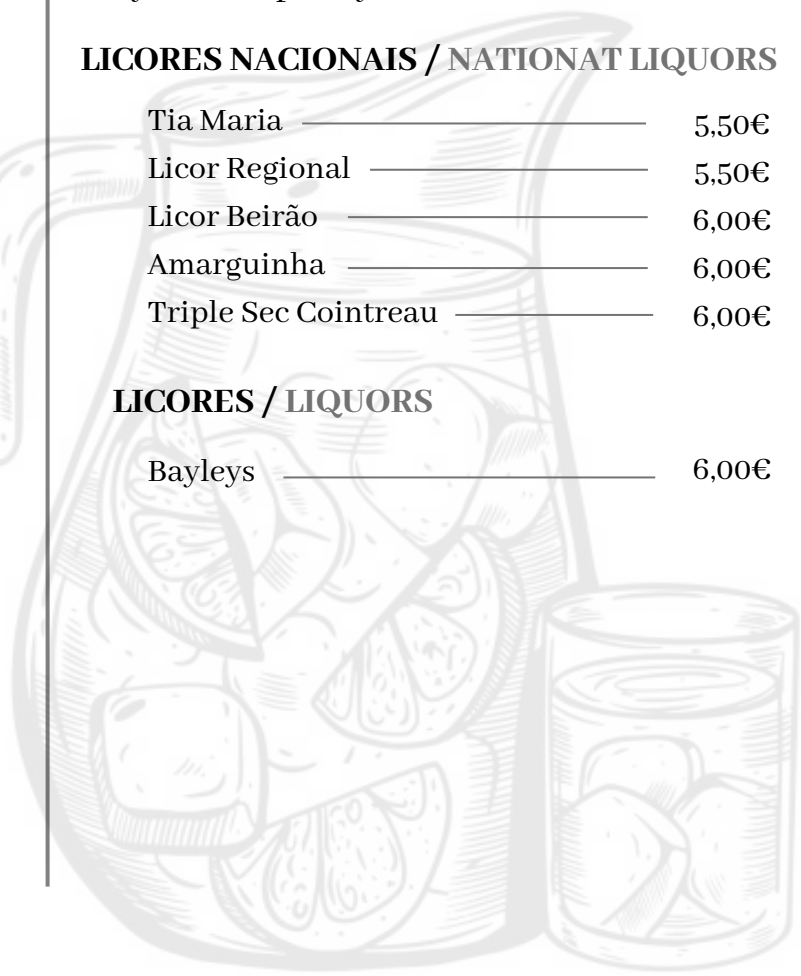 LICORES NACIONAIS / NATIONAT LIQUORS
Tia Maria 5,50€
Licor Regional 5,50€
Licor Beirão 6,00€
Amarguinha 6,00€
Triple Sec Cointreau 6,00€
LICORES / LIQUORS
Bayleys 6,00€